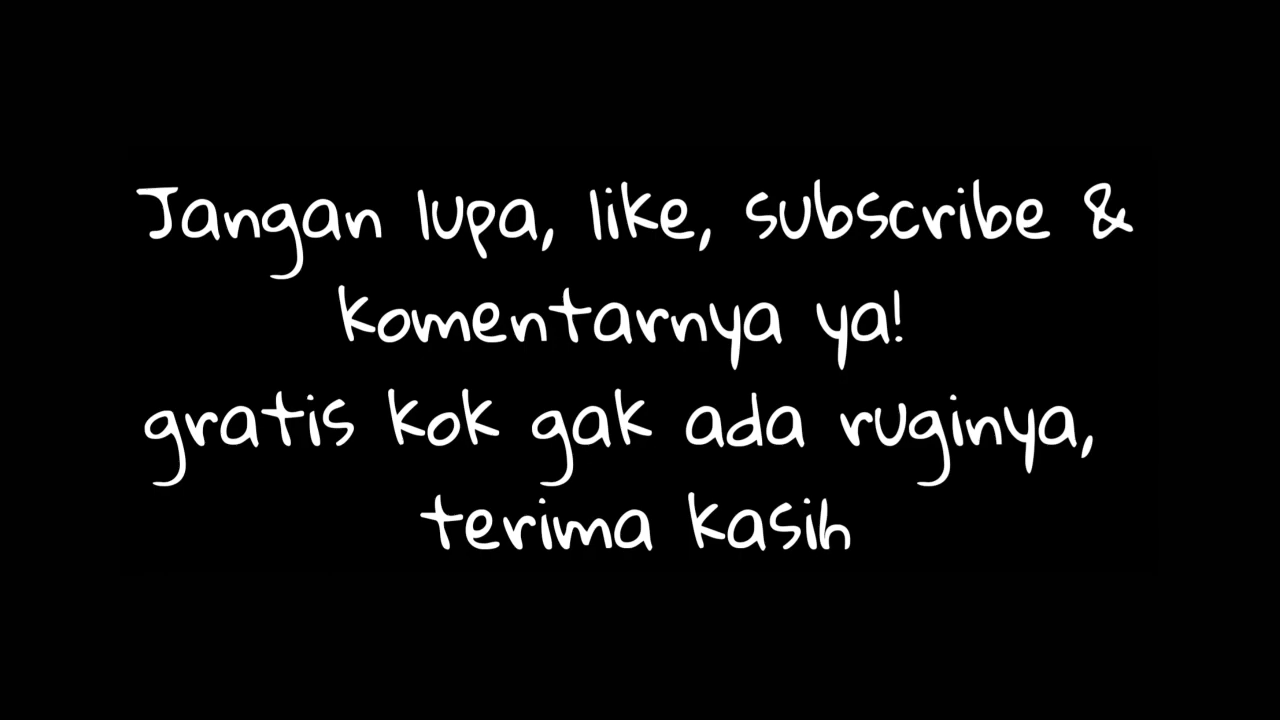 Jangan lupa, like, subscribe &
komentarnya ya!
gratis kok gak ada ruginya,
terima kasih